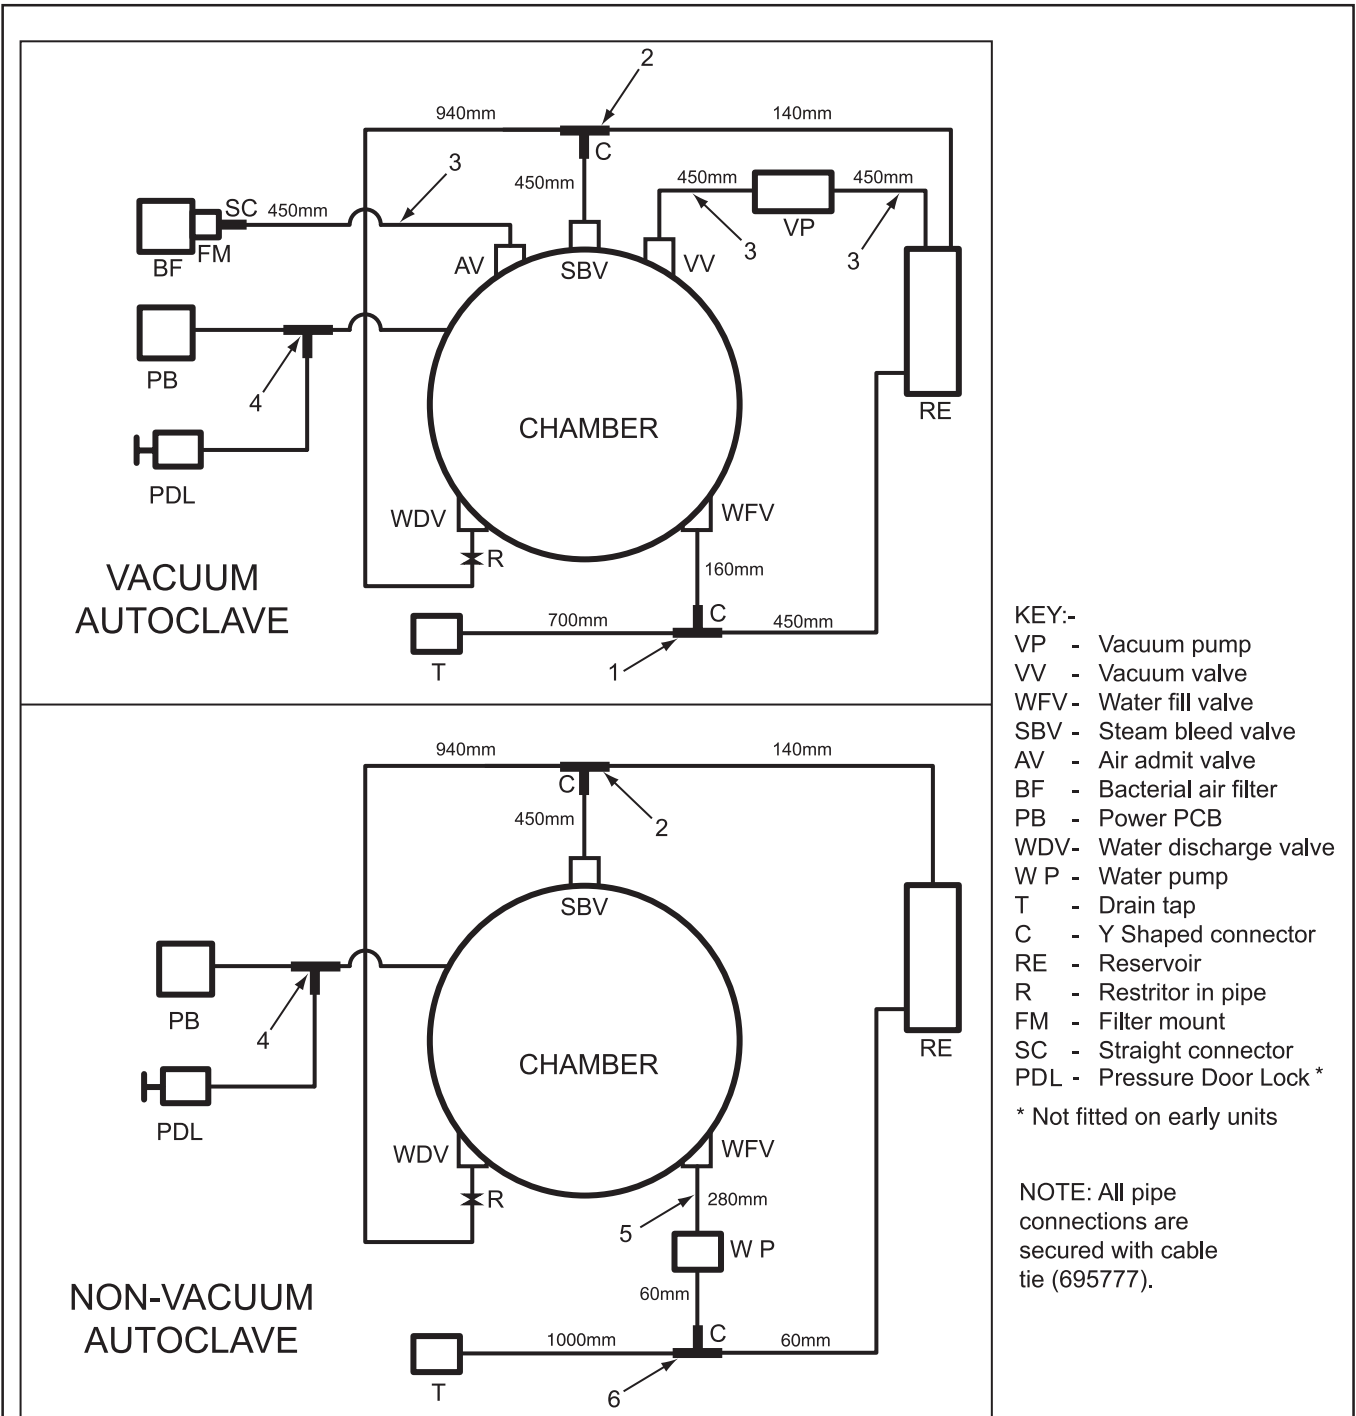 2
940mm
140mm
C
3
450mm
450mm
450mm
SC
450mm
VP
FM
BF
3
3
AV
SBV
VV
PB
4
RE
CHAMBER
PDL
WDV
WFV
R
160mm
VACUUM
AUTOCLAVE
C
700mm
450mm
T
1
940mm
140mm
C
450mm
2
SBV
PB
4
RE
CHAMBER
PDL
WDV
WFV
R
280mm
5
W P
60mm
NON-VACUUM
AUTOCLAVE
C
1000mm
60mm
T
6
KEY:-
VP - Vacuum pump
VV - Vacuum valve
WFV - Water fill valve
SBV - Steam bleed valve
AV - Air admit valve
BF - Bacterial air filter
PB - Power PCB
WDV- Water discharge valve
W P - Water pump
T - Drain tap
C - Y Shaped connector
RE - Reservoir
R - Restritor in pipe
FM - Filter mount
SC - Straight connector
PDL - Pressure Door Lock *
* Not fitted on early units
NOTE: All pipe
connections are
secured with cable
tie (695777).